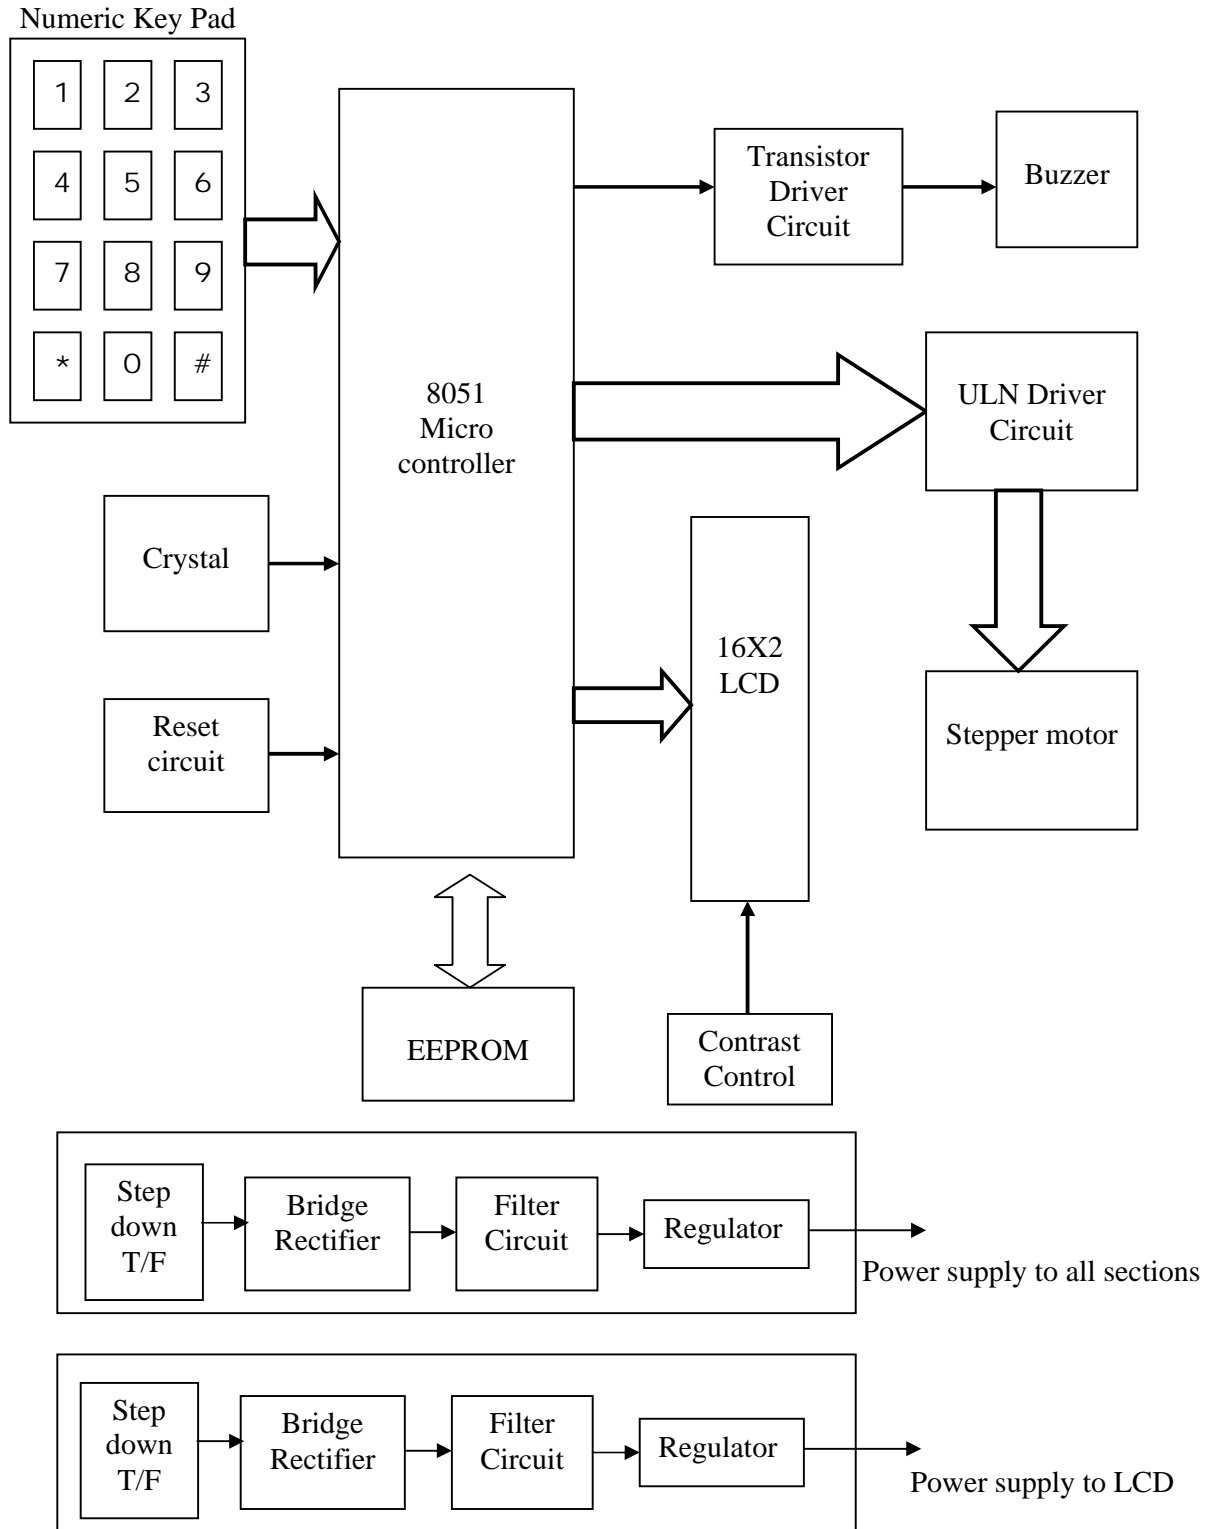 Numeric Key Pad
1 2 3
4 5 6
7 8 9
* 0 #
8051
Micro
controller
Transistor
Driver
Circuit
Buzzer
ULN Driver
Circuit
Stepper motor
Crystal
Reset
circuit
16X2
LCD
EEPROM
Contrast
Control
Step
down
T/F
Bridge
Rectifier
Filter
Circuit
Regulator
Power supply to all sections
Step
down
T/F
Bridge
Rectifier
Filter
Circuit
Regulator
Power supply to LCD